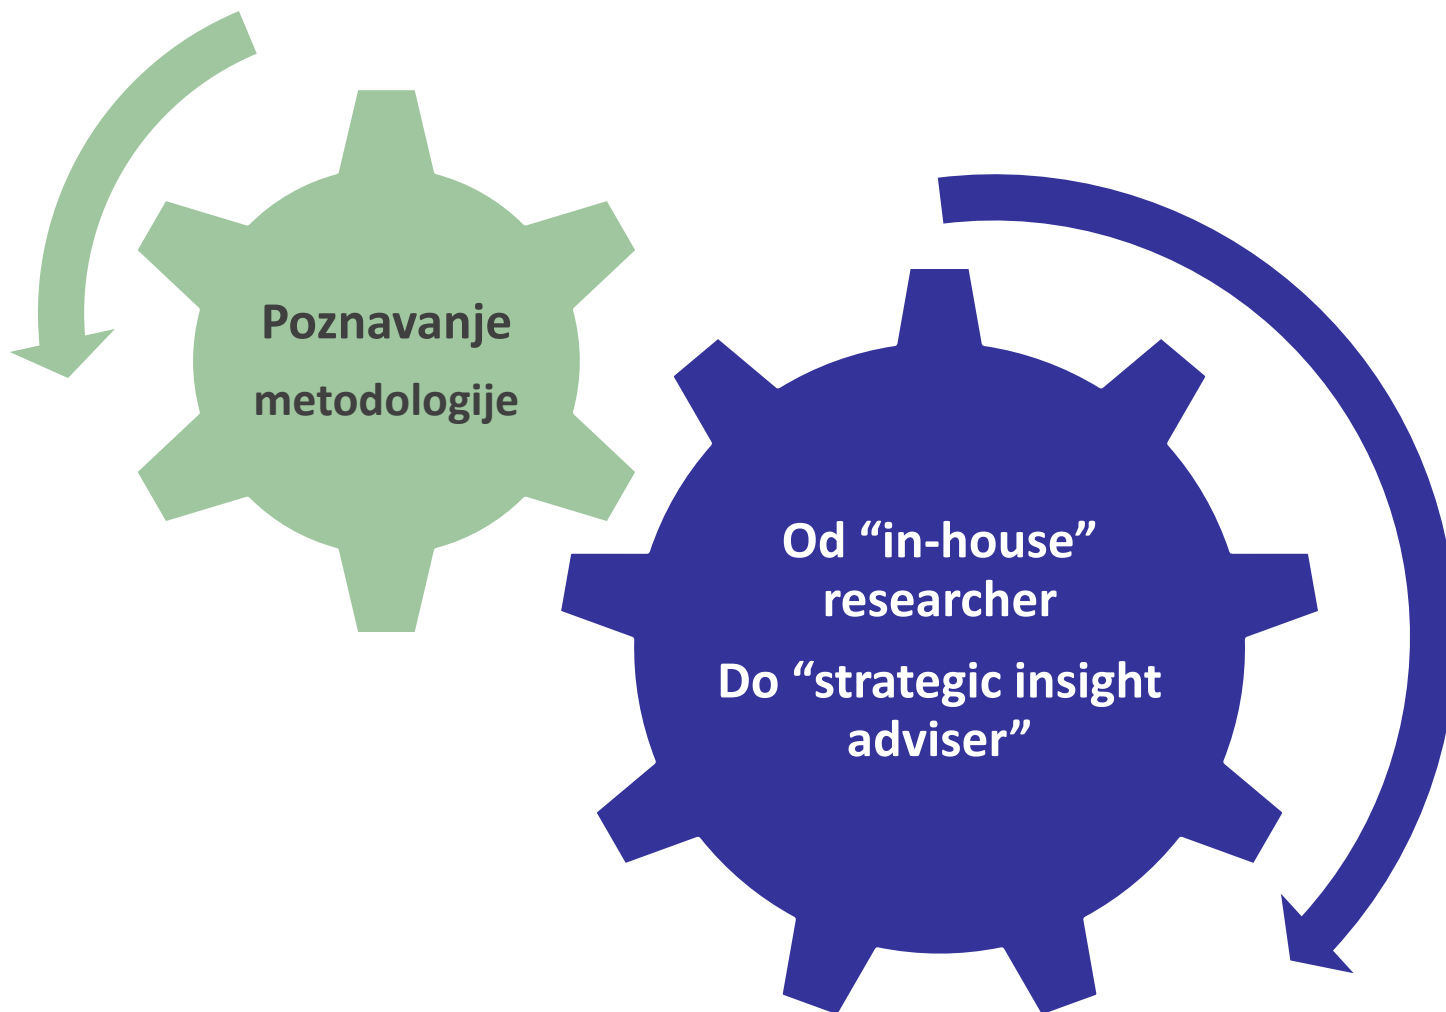 Poznavanje
metodologije
Od “in-house”
researcher
Do “strategic insight
adviser”